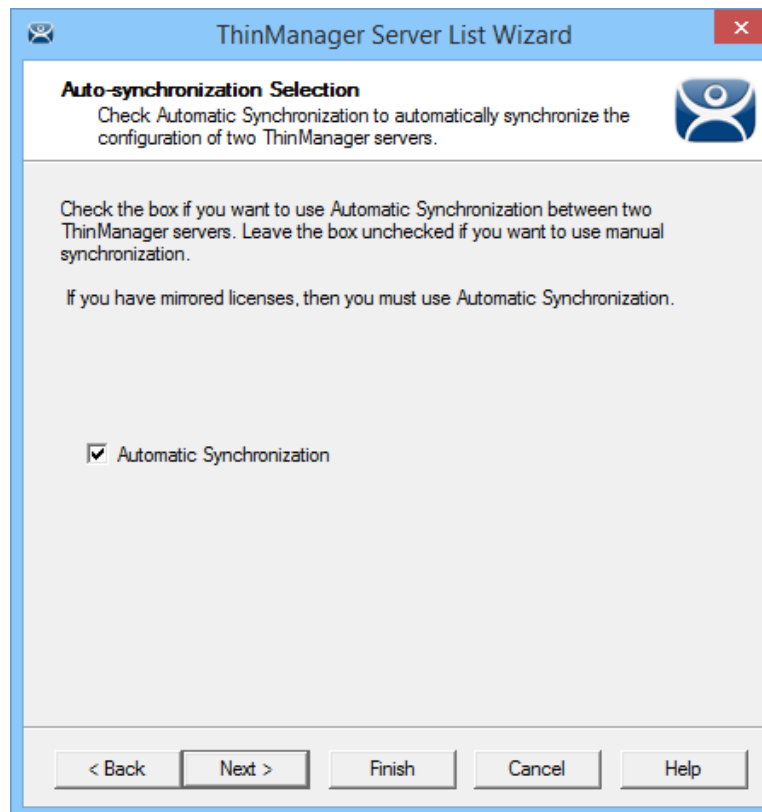 ThinManager Server List Wizard
Auto-synchronization Selection
Check Automatic Synchronization to automatically synchronize the
configuration of two ThinManager servers.
Check the box if you want to use Automatic Synchronization between two
ThinManager servers. Leave the box unchecked if you want to use manual
synchronization.
If you have mirrored licenses, then you must use Automatic Synchronization.
Automatic Synchronization
< Back Next > Finish Cancel Help